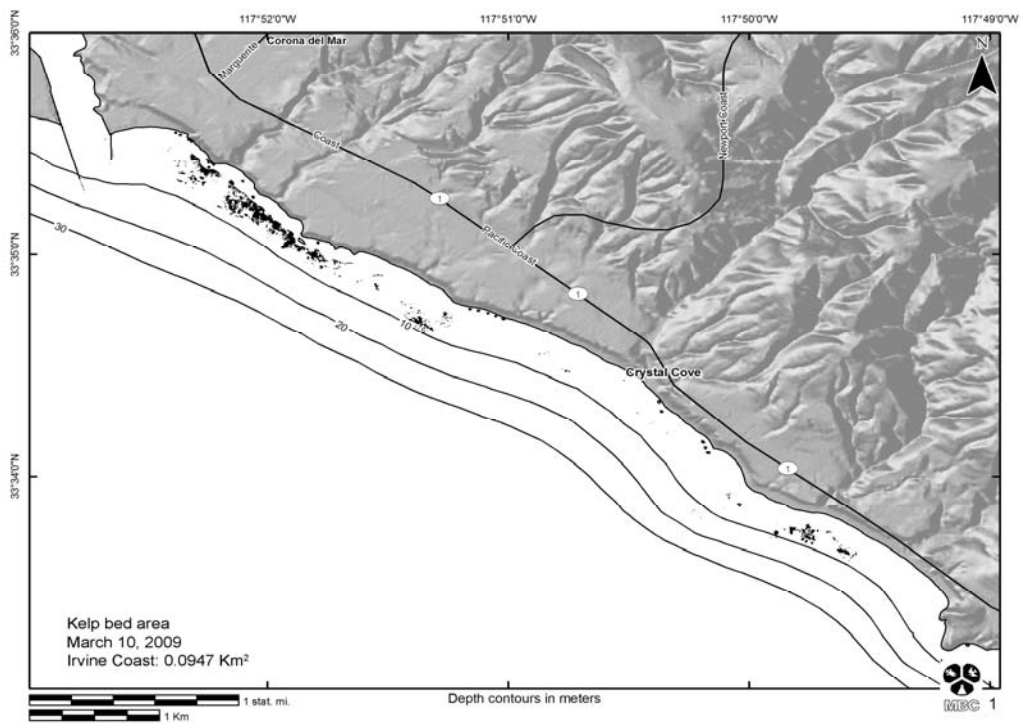 117°52'0"W
117°51'0"W
117°50'0"W
117°49'0"W
33°36'0"N
Corona del Mar
Marguerite
N
Coast
Newport Coast
1
Pacific Coast
33°35'0"N
30
1
20
10
Crystal Cove
33°34'0"N
1
Kelp bed area
March 10, 2009
Irvine Coast: 0.0947 Km²
1 stat. mi.
1 Km
Depth contours in meters
MBC
1